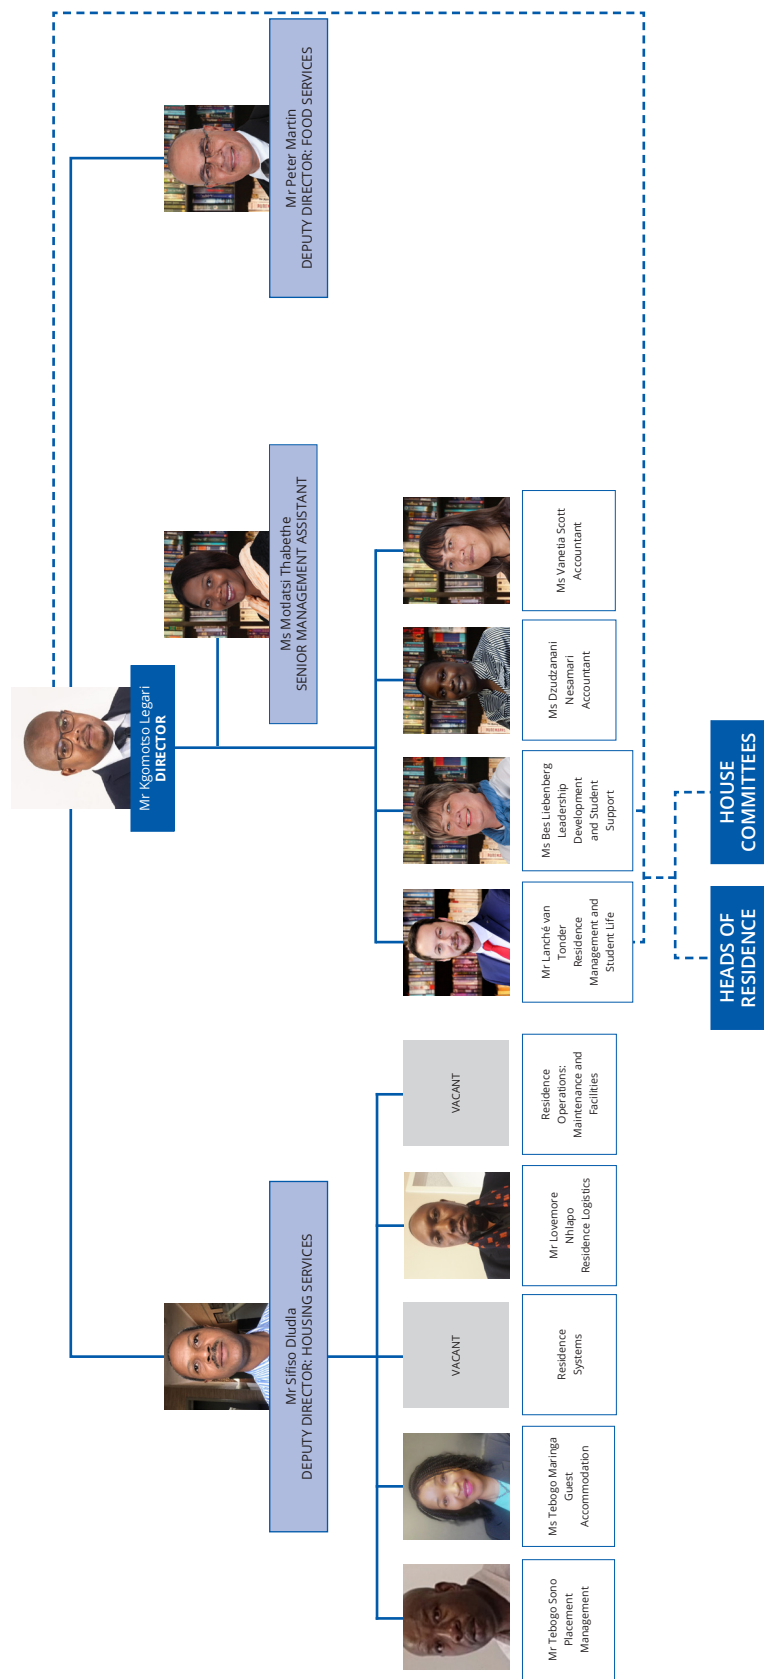 Mr Kgomotso Legari
DIRECTOR
Mr Sifiso Dludla
DEPUTY DIRECTOR: HOUSING SERVICES
Ms Motlatsi Thabethe
SENIOR MANAGEMENT ASSISTANT
Mr Peter Martin
DEPUTY DIRECTOR: FOOD SERVICES
VACANT
VACANT
Mr Tebogo Sono
Placement
Management
Ms Tebogo Maringa
Guest
Accommodation
Residence
Systems
Mr Lovemore
Nhlapo
Residence Logistics
Residence
Operations:
Maintenance and
Facilities
Mr Lanché van
Tonder
Residence
Management and
Student Life
Ms Bes Liebenberg
Leadership
Development
and Student
Support
Ms Dzudzanani
Nesamari
Accountant
Ms Vanetia Scott
Accountant
HEADS OF
RESIDENCE
HOUSE
COMMITTEES